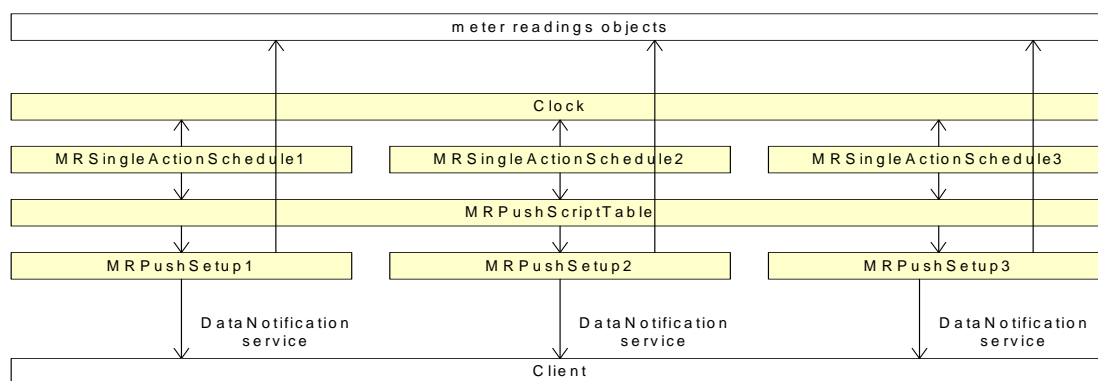 meter readings objects
Clock
MRSingleActionSchedule1
MRSingleActionSchedule2
MRSingleActionSchedule3
MRPushScriptTable
MRPushSetup1
MRPushSetup2
MRPushSetup3
DataNotification
service
DataNotification
service
DataNotification
service
Client